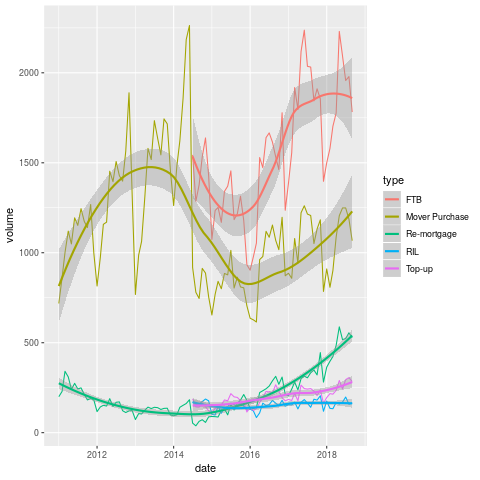 2000
1500
1000
500
0
volume
2012
2014
2016
2018
date
type
FTB
Mover Purchase
Re-mortgage
RIL
Top-up